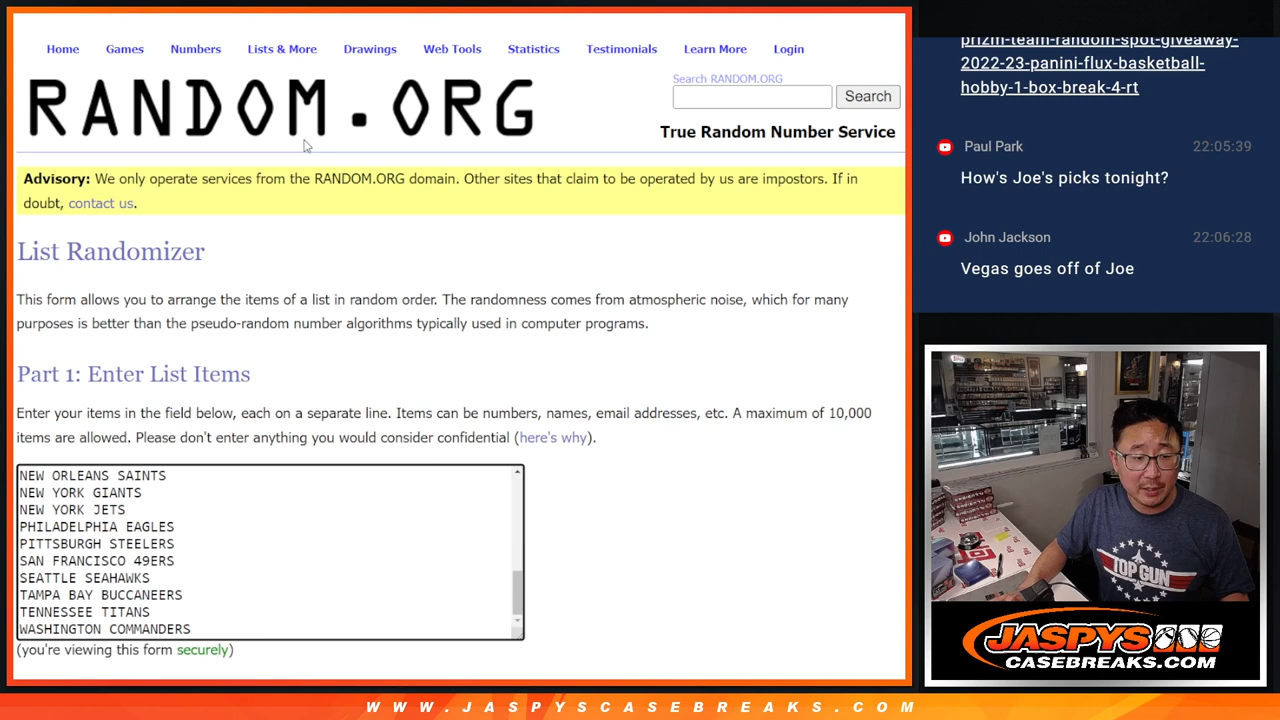 Home Games Numbers Lists & More Drawings Web Tools Statistics Testimonials Learn More Login
RANDOM.ORG
Search RANDOM.ORG
Search
True Random Number Service
Advisory: We only operate services from the RANDOM.ORG domain. Other sites that claim to be operated by us are impostors. If in
doubt, contact us.
List Randomizer
This form allows you to arrange the items of a list in random order. The randomness comes from atmospheric noise, which for many
purposes is better than the pseudo-random number algorithms typically used in computer programs.
Part 1: Enter List Items
Enter your items in the field below, each on a separate line. Items can be numbers, names, email addresses, etc. A maximum of 10,000
items are allowed. Please don't enter anything you would consider confidential (here's why).
NEW ORLEANS SAINTS
NEW YORK GIANTS
NEW YORK JETS
PHILADELPHIA EAGLES
PITTSBURGH STEELERS
SAN FRANCISCO 49ERS
SEATTLE SEAHAWKS
TAMPA BAY BUCCANEERS
TENNESSEE TITANS
WASHINGTON COMMANDERS
(you're viewing this form securely)
prizm-team-random-spot-giveaway-
2022-23-panini-flux-basketball-
hobby-1-box-break-4-rt
Paul Park 22:05:39
How's Joe's picks tonight?
John Jackson 22:06:28
Vegas goes off of Joe
TOP GUN
JASPYS
CASEBREAKS.COM
WWW.JASPYSCASEBREAKS.COM